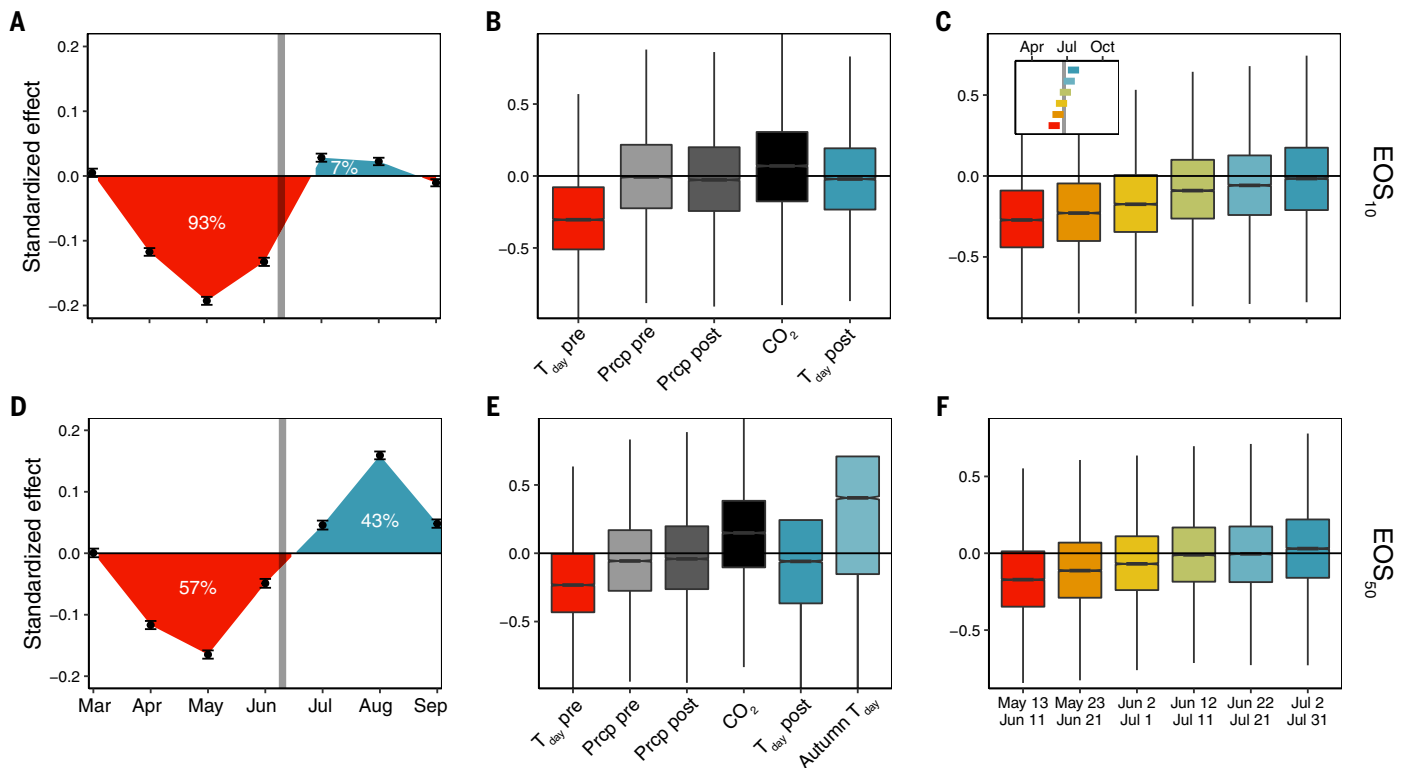 A
Standardized effect
0.2
0.1
0.0
−0.1
−0.2
93%
7%
B
0.5
0.0
−0.5
T day pre
Prcp pre
Prcp post
CO2
T day post
C
Apr Jul Oct
0.5
0.0
−0.5
EOS10
D
Standardized effect
0.2
0.1
0.0
−0.1
−0.2
57%
43%
Mar Apr May Jun Jul Aug Sep
E
0.5
0.0
−0.5
T day pre
Prcp pre
Prcp post
CO2
T day post
Autumn T day
F
0.5
0.0
−0.5
May 13 May 23 Jun 2 Jun 12 Jun 22 Jul 2
Jun 11 Jun 21 Jul 1 Jul 11 Jul 21 Jul 31
EOS50